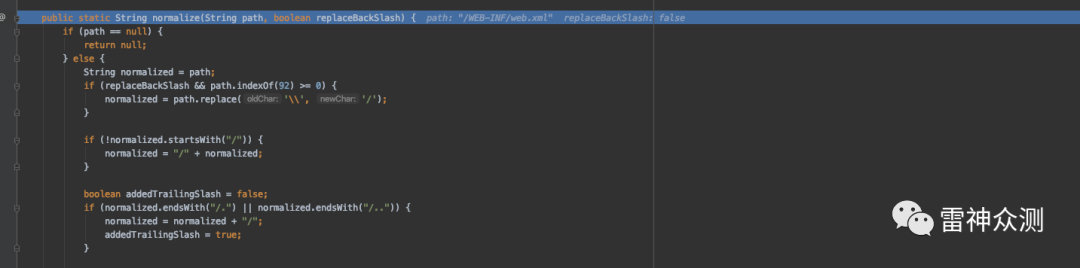 @ public static String normalize(String path, boolean replaceBackSlash) { path: "/WEB-INF/web.xml" replaceBackSlash: false
if (path == null) {
return null;
} else {
String normalized = path;
if (replaceBackSlash && path.indexOf(92) >= 0) {
normalized = path.replace( oldChar: '\\', newChar: '/');
}
if (!normalized.startsWith("/")) {
normalized = "/" + normalized;
}
boolean addedTrailingSlash = false;
if (normalized.endsWith("/.") || normalized.endsWith("/..")) {
normalized = normalized + "/";
addedTrailingSlash = true;
}
雷神众测